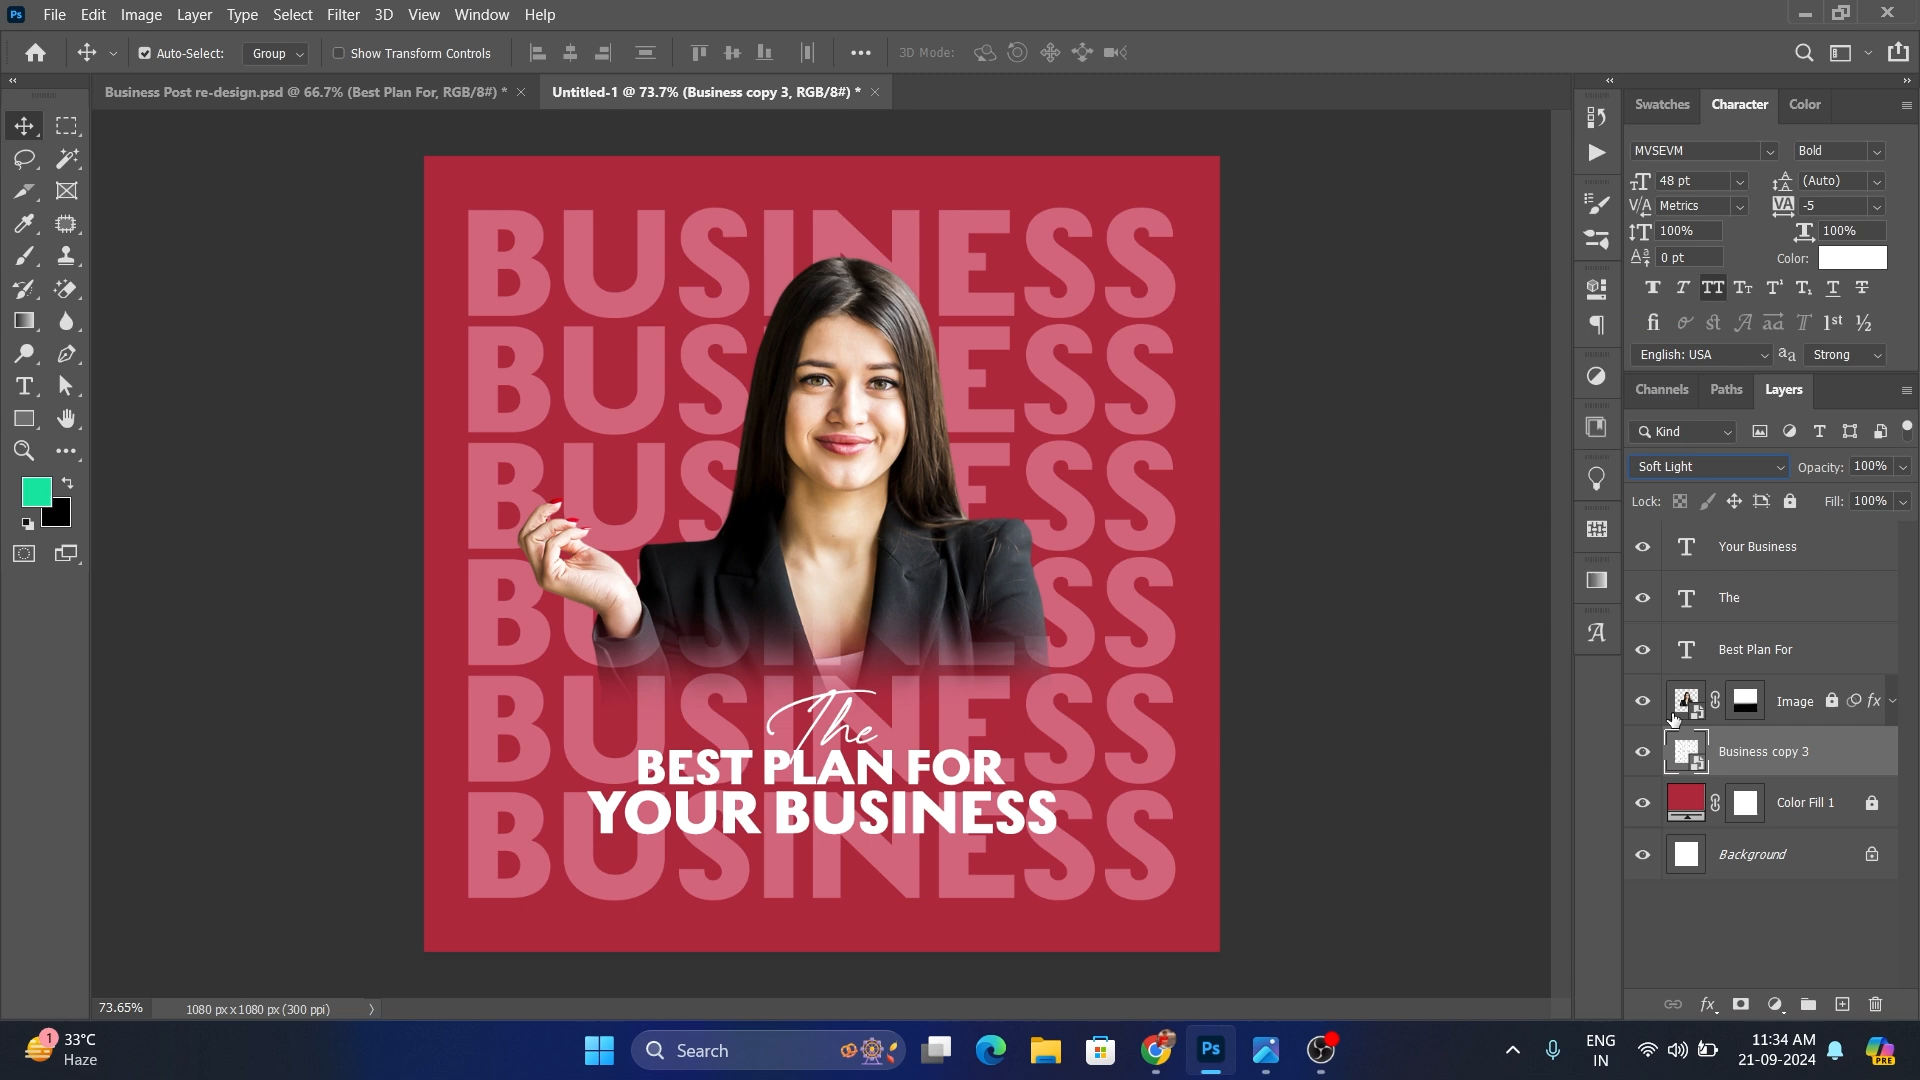 Ps File Edit Image Layer Type Select Filter 3D View Window Help
Auto-Select: Group Show Transform Controls 3D Mode:
Business Post re-design.psd @ 66.7% (Best Plan For, RGB/8#) *
Untitled-1 @ 73.7% (Business copy 3, RGB/8#) *
BUSINESS
BUSINESS
BUSINESS
BUSINESS
BUSINESS
The
BEST PLAN FOR
YOUR BUSINESS
BUSINESS
Swatches Character Color
MVSEVM Bold
48 pt (Auto)
Metrics -5
100% 100%
0 pt Color:
English: USA Strong
Channels Paths Layers
Kind
Soft Light Opacity: 100%
Lock: Fill: 100%
Your Business
The
Best Plan For
Image fx
Business copy 3
Color Fill 1
Background
fx
73.65% 1080 px x 1080 px (300 ppi)
1
33°C
Haze
Search
Ps
ENG
IN
11:34 AM
21-09-2024
PRE